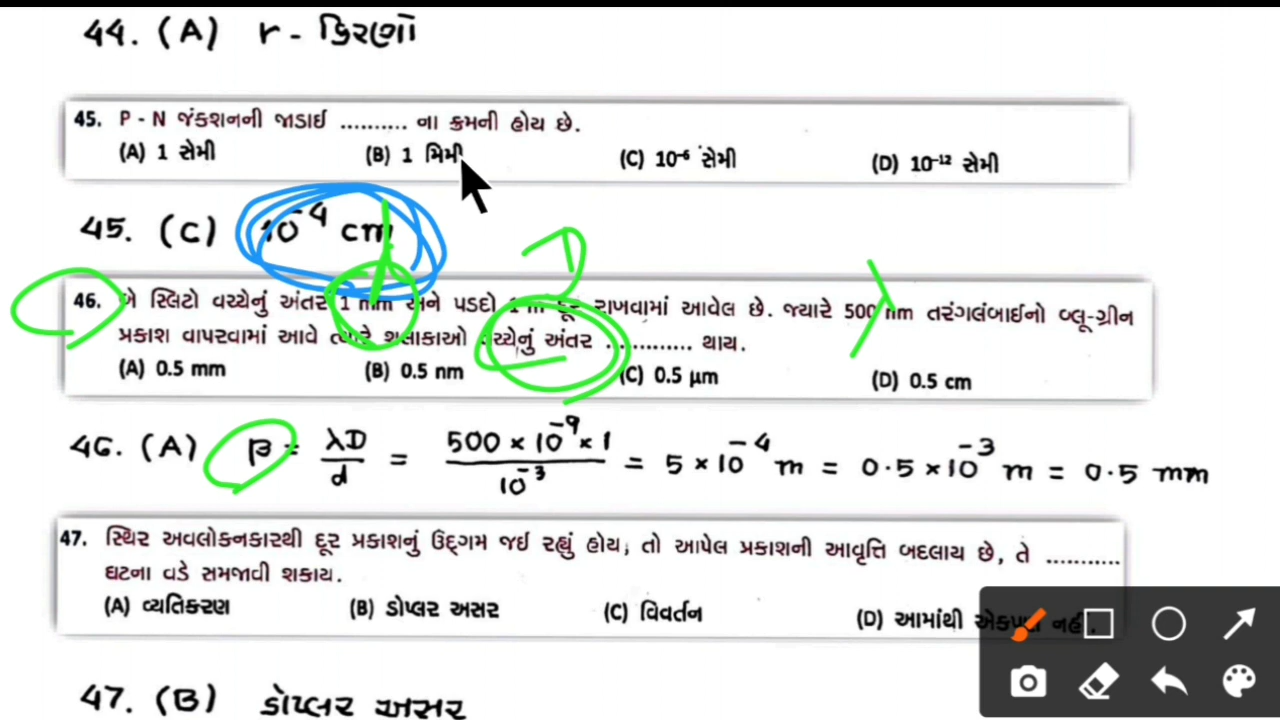 44. (A) r - કિરણો
45. P - N જંકશનની જાડાઈ .......... ના ક્રમની હોય છે.
(A) 1 સેમી (B) 1 મિમી (C) 10⁻⁶ સેમી (D) 10⁻¹² સેમી
45. (C) 10⁻⁴ cm
46. બે સ્લિટો વચ્ચેનું અંતર 1 mm અને પડદો 1 m દૂર રાખવામાં આવેલ છે. જ્યારે 500 nm તરંગલંબાઈનો બ્લૂ-ગ્રીન
પ્રકાશ વાપરવામાં આવે ત્યારે શલાકાઓ વચ્ચેનું અંતર ............ થાય.
(A) 0.5 mm (B) 0.5 nm (C) 0.5 μm (D) 0.5 cm
46. (A) β = λD/d = 500 × 10⁻⁹ × 1 / 10⁻³ = 5 × 10⁻⁴ m = 0.5 × 10⁻³ m = 0.5 mm
47. સ્થિર અવલોકનકારથી દૂર પ્રકાશનું ઉદ્ગમ જઈ રહ્યું હોય, તો આપેલ પ્રકાશની આવૃત્તિ બદલાય છે, તે ............
ઘટના વડે સમજાવી શકાય.
(A) વ્યતિકરણ (B) ડોપ્લર અસર (C) વિવર્તન (D) આમાંથી એકપણ નહીં.
47. (B) ડોપ્લર અસર